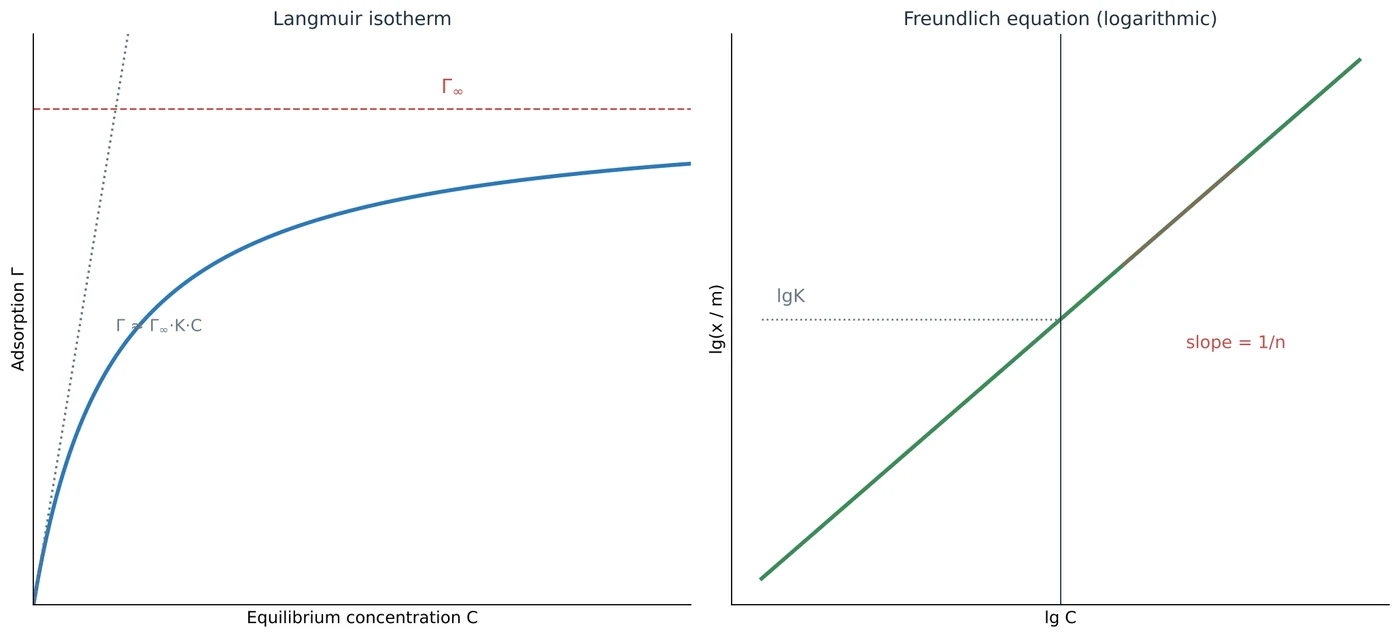 Langmuir isotherm
Γ∞
Γ ≈ Γ∞·K·C
Adsorption Γ
Equilibrium concentration C
Freundlich equation (logarithmic)
lgK
slope = 1/n
lg(x / m)
lg C